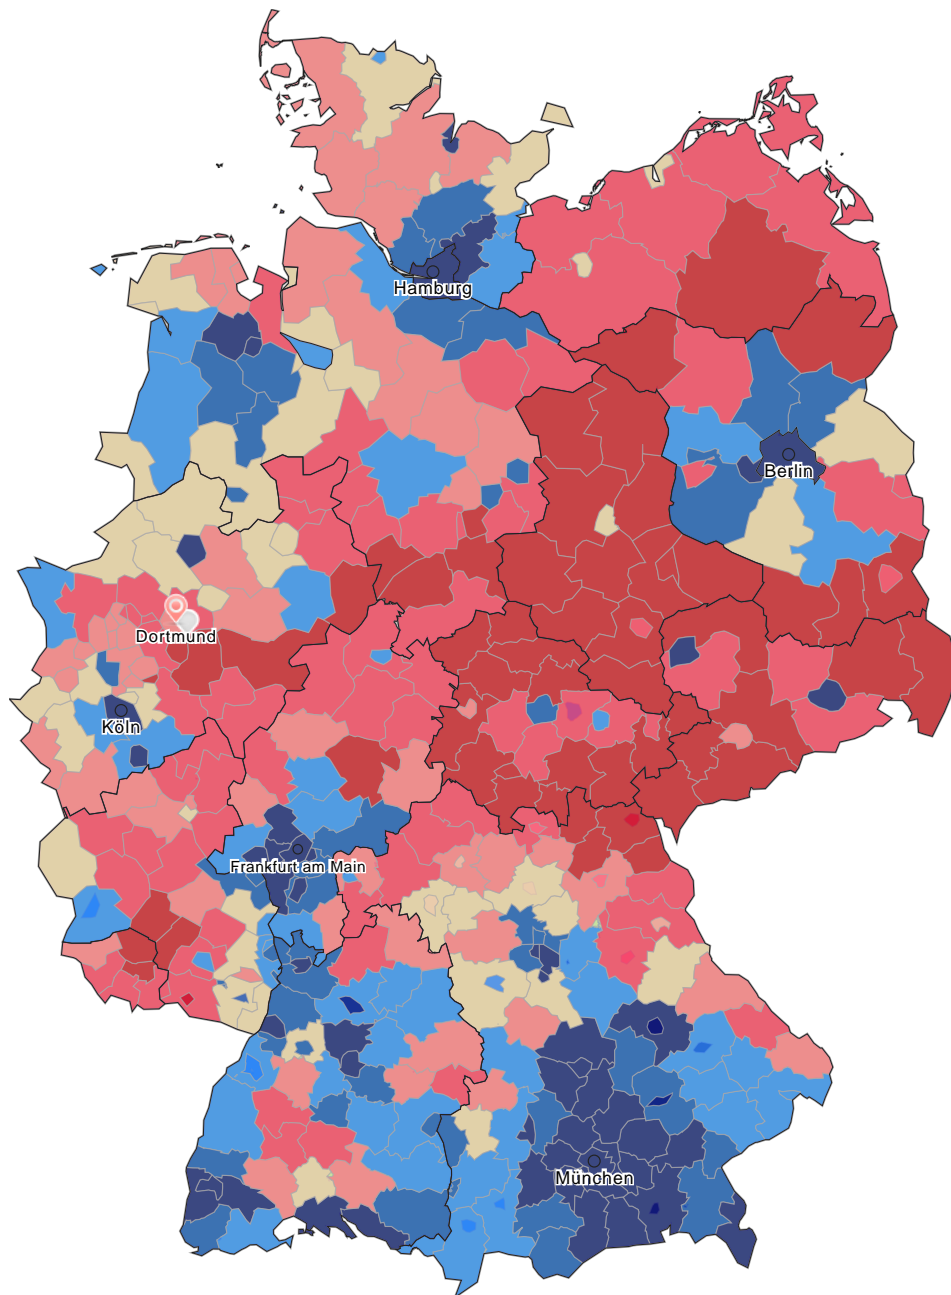 Hamburg
Berlin
Dortmund
Köln
Frankfurt am Main
München